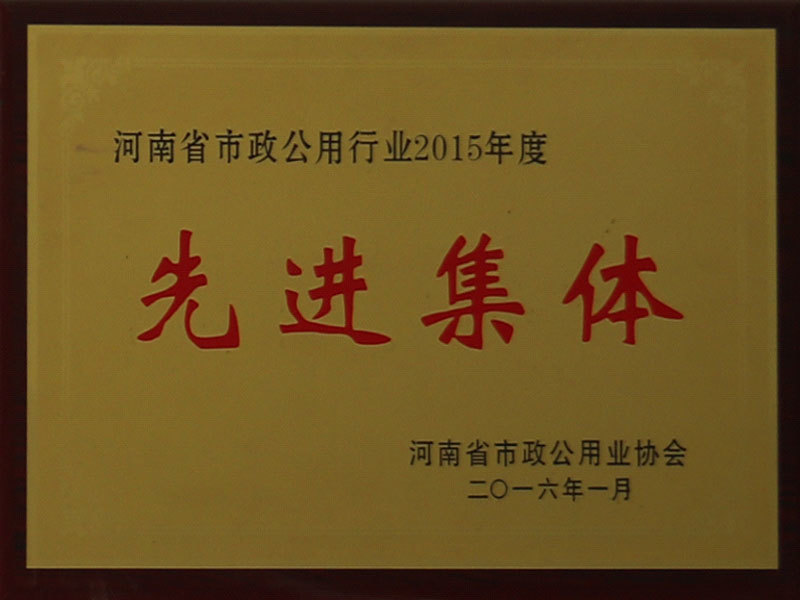 河南省市政公用行业2015年度
先进集体
河南省市政公用业协会
二〇一六年一月